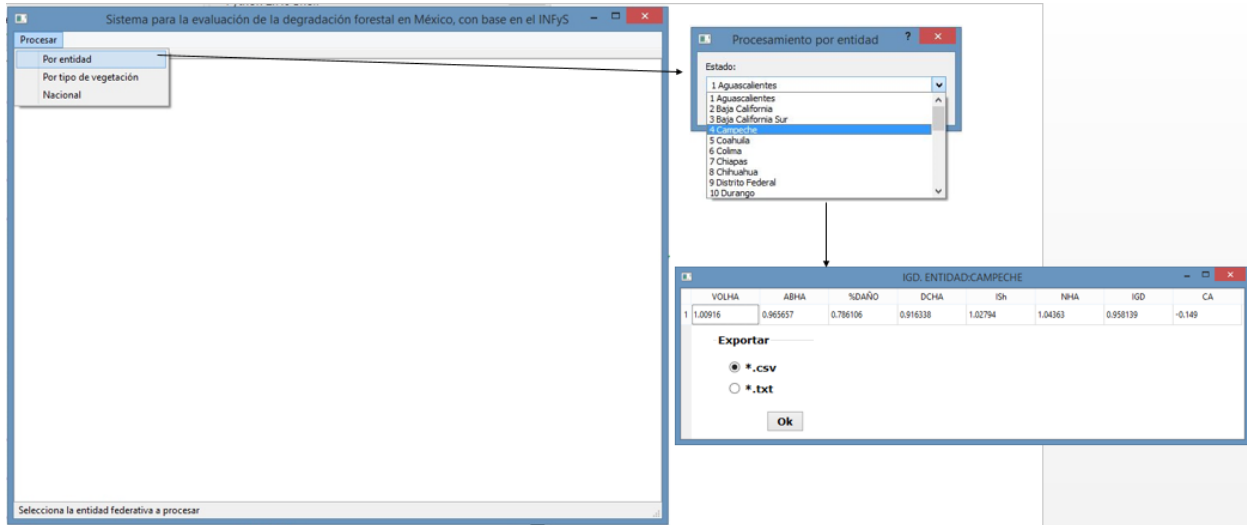 Sistema para la evaluación de la degradación forestal en México, con base en el INFyS
Procesar
Por entidad
Por tipo de vegetación
Nacional
Selecciona la entidad federativa a procesar
Procesamiento por entidad ?
Estado:
1 Aguascalientes
1 Aguascalientes
2 Baja California
3 Baja California Sur
4 Campeche
5 Coahuila
6 Colima
7 Chiapas
8 Chihuahua
9 Distrito Federal
10 Durango
IGD. ENTIDAD:CAMPECHE
VOLHA ABHA %DAÑO DCHA ISh NHA IGD CA
1 1.00916 0.965657 0.786106 0.916338 1.02794 1.04363 0.958139 -0.149
Exportar
*.csv
*.txt
Ok